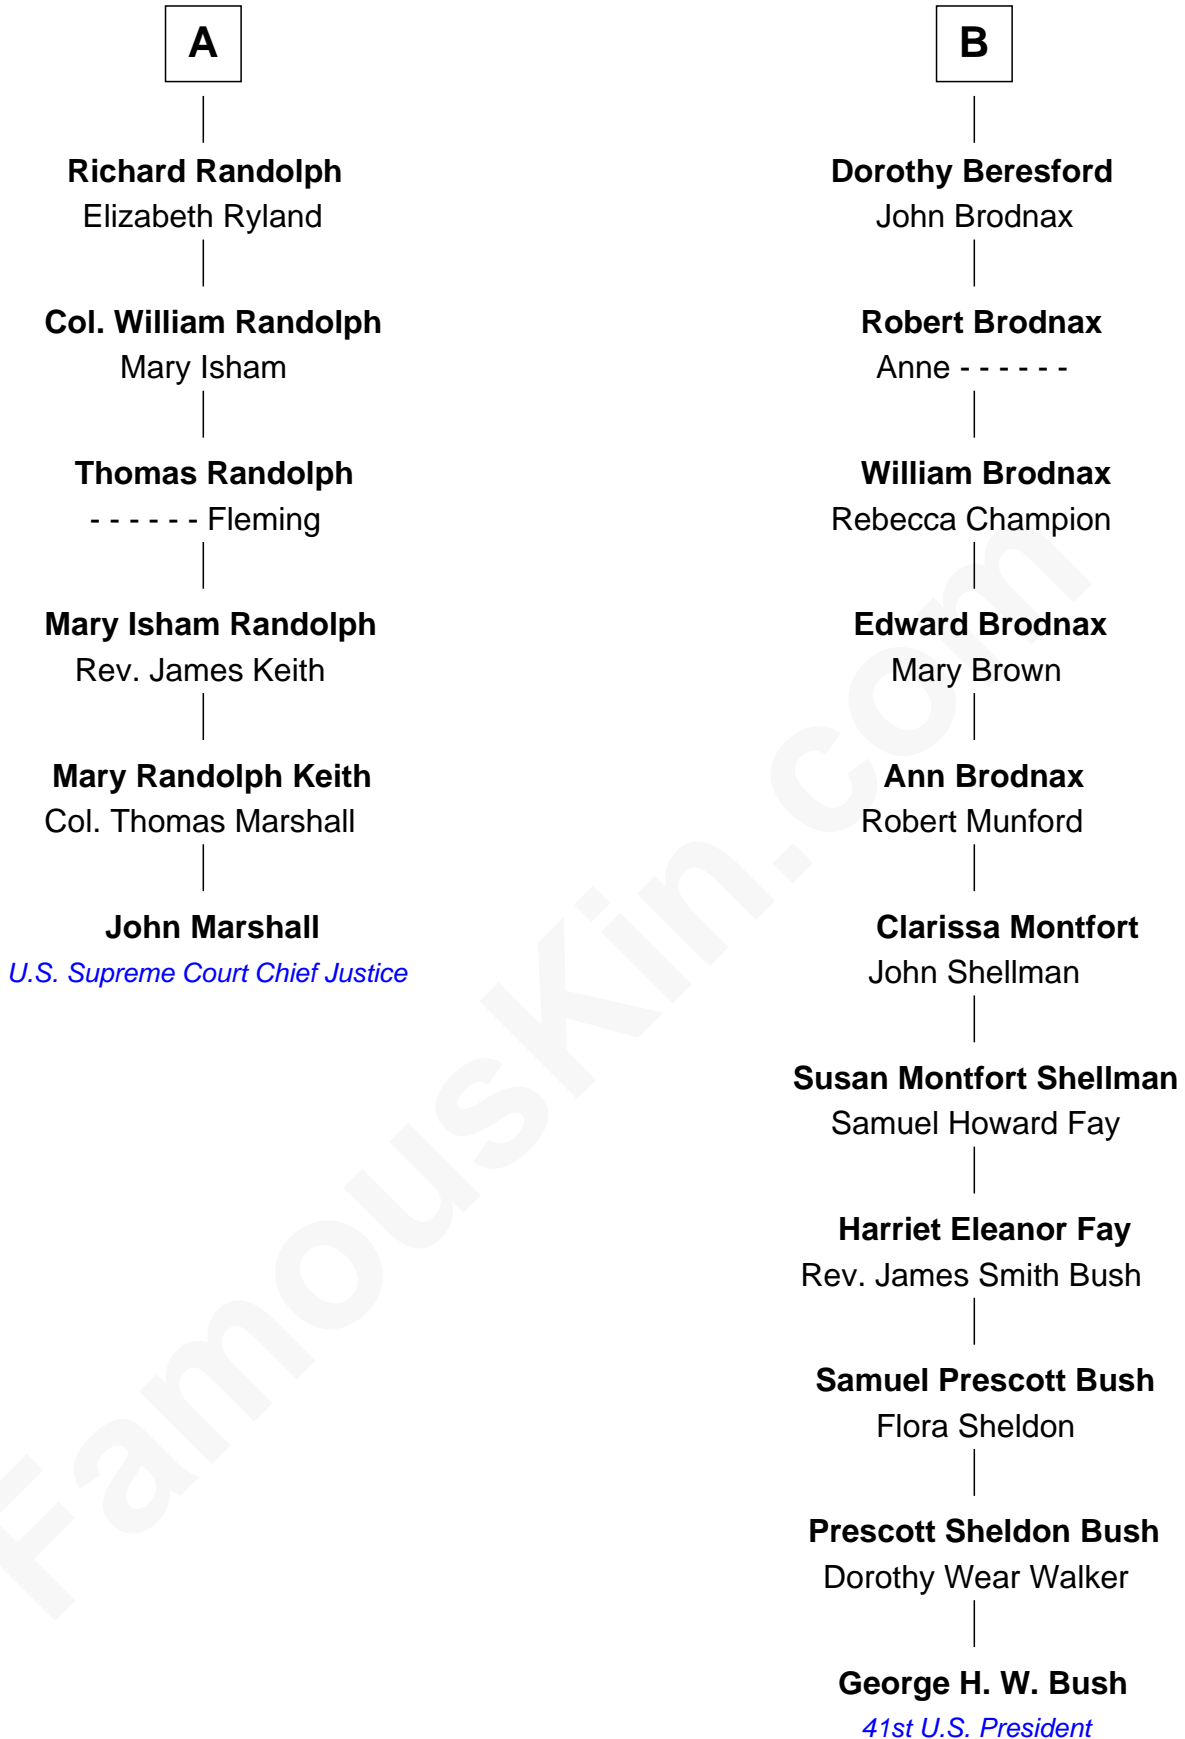 A
Richard Randolph
Elizabeth Ryland
Col. William Randolph
Mary Isham
Thomas Randolph
- - - - - - Fleming
Mary Isham Randolph
Rev. James Keith
Mary Randolph Keith
Col. Thomas Marshall
John Marshall
U.S. Supreme Court Chief Justice
B
Dorothy Beresford
John Brodnax
Robert Brodnax
Anne - - - - - -
William Brodnax
Rebecca Champion
Edward Brodnax
Mary Brown
Ann Brodnax
Robert Munford
Clarissa Montfort
John Shellman
Susan Montfort Shellman
Samuel Howard Fay
Harriet Eleanor Fay
Rev. James Smith Bush
Samuel Prescott Bush
Flora Sheldon
Prescott Sheldon Bush
Dorothy Wear Walker
George H. W. Bush
41st U.S. President
FamousKin.com